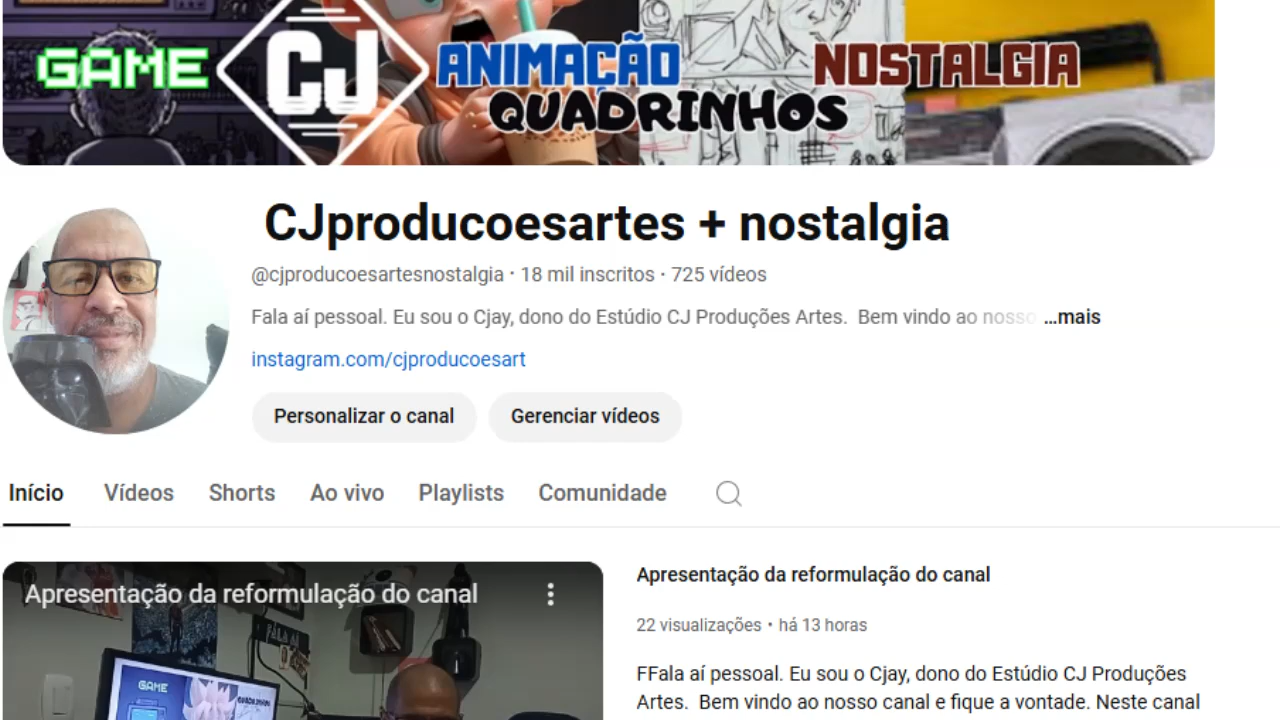 GAME
CJ
ANIMAÇÃO
NOSTALGIA
QUADRINHOS
CJproducoesartes + nostalgia
@cjproducoesartesnostalgia · 18 mil inscritos · 725 vídeos
Fala aí pessoal. Eu sou o Cjay, dono do Estúdio CJ Produções Artes.  Bem vindo ao nosso ...mais
instagram.com/cjproducoesart
Personalizar o canal
Gerenciar vídeos
Início
Vídeos
Shorts
Ao vivo
Playlists
Comunidade
Apresentação da reformulação do canal
GAME
QUADRINHOS
Apresentação da reformulação do canal
22 visualizações • há 13 horas
FFala aí pessoal. Eu sou o Cjay, dono do Estúdio CJ Produções
Artes.  Bem vindo ao nosso canal e fique a vontade. Neste canal